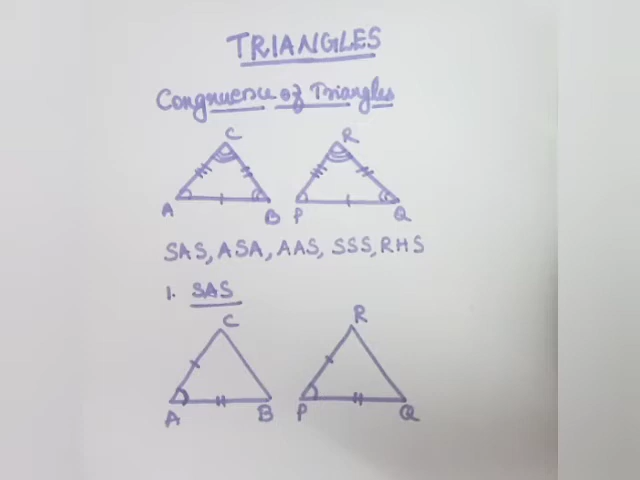 TRIANGLES
Congruence of Triangles
C R
A B P Q
SAS, ASA, AAS, SSS, RHS
1. SAS
C R
A B P Q